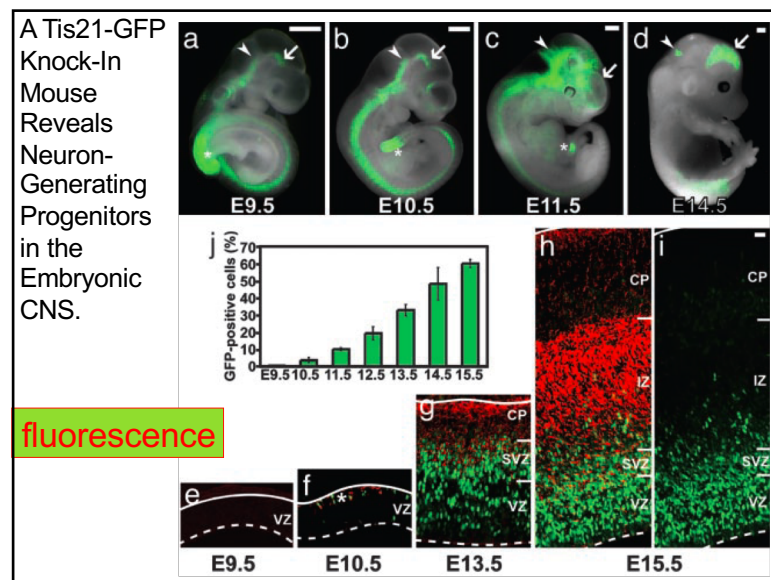 A Tis21-GFP
Knock-In
Mouse
Reveals
Neuron-
Generating
Progenitors
in the
Embryonic
CNS.
fluorescence
a
E9.5
b
E10.5
c
E11.5
d
E14.5
*
*
*
j
GFP-positive cells (%)
70
60
50
40
30
20
10
0
E9.5 10.5 11.5 12.5 13.5 14.5 15.5
e
VZ
E9.5
f
*
VZ
E10.5
g
CP
SVZ
VZ
E13.5
h
CP
IZ
SVZ
VZ
i
CP
IZ
SVZ
VZ
E15.5